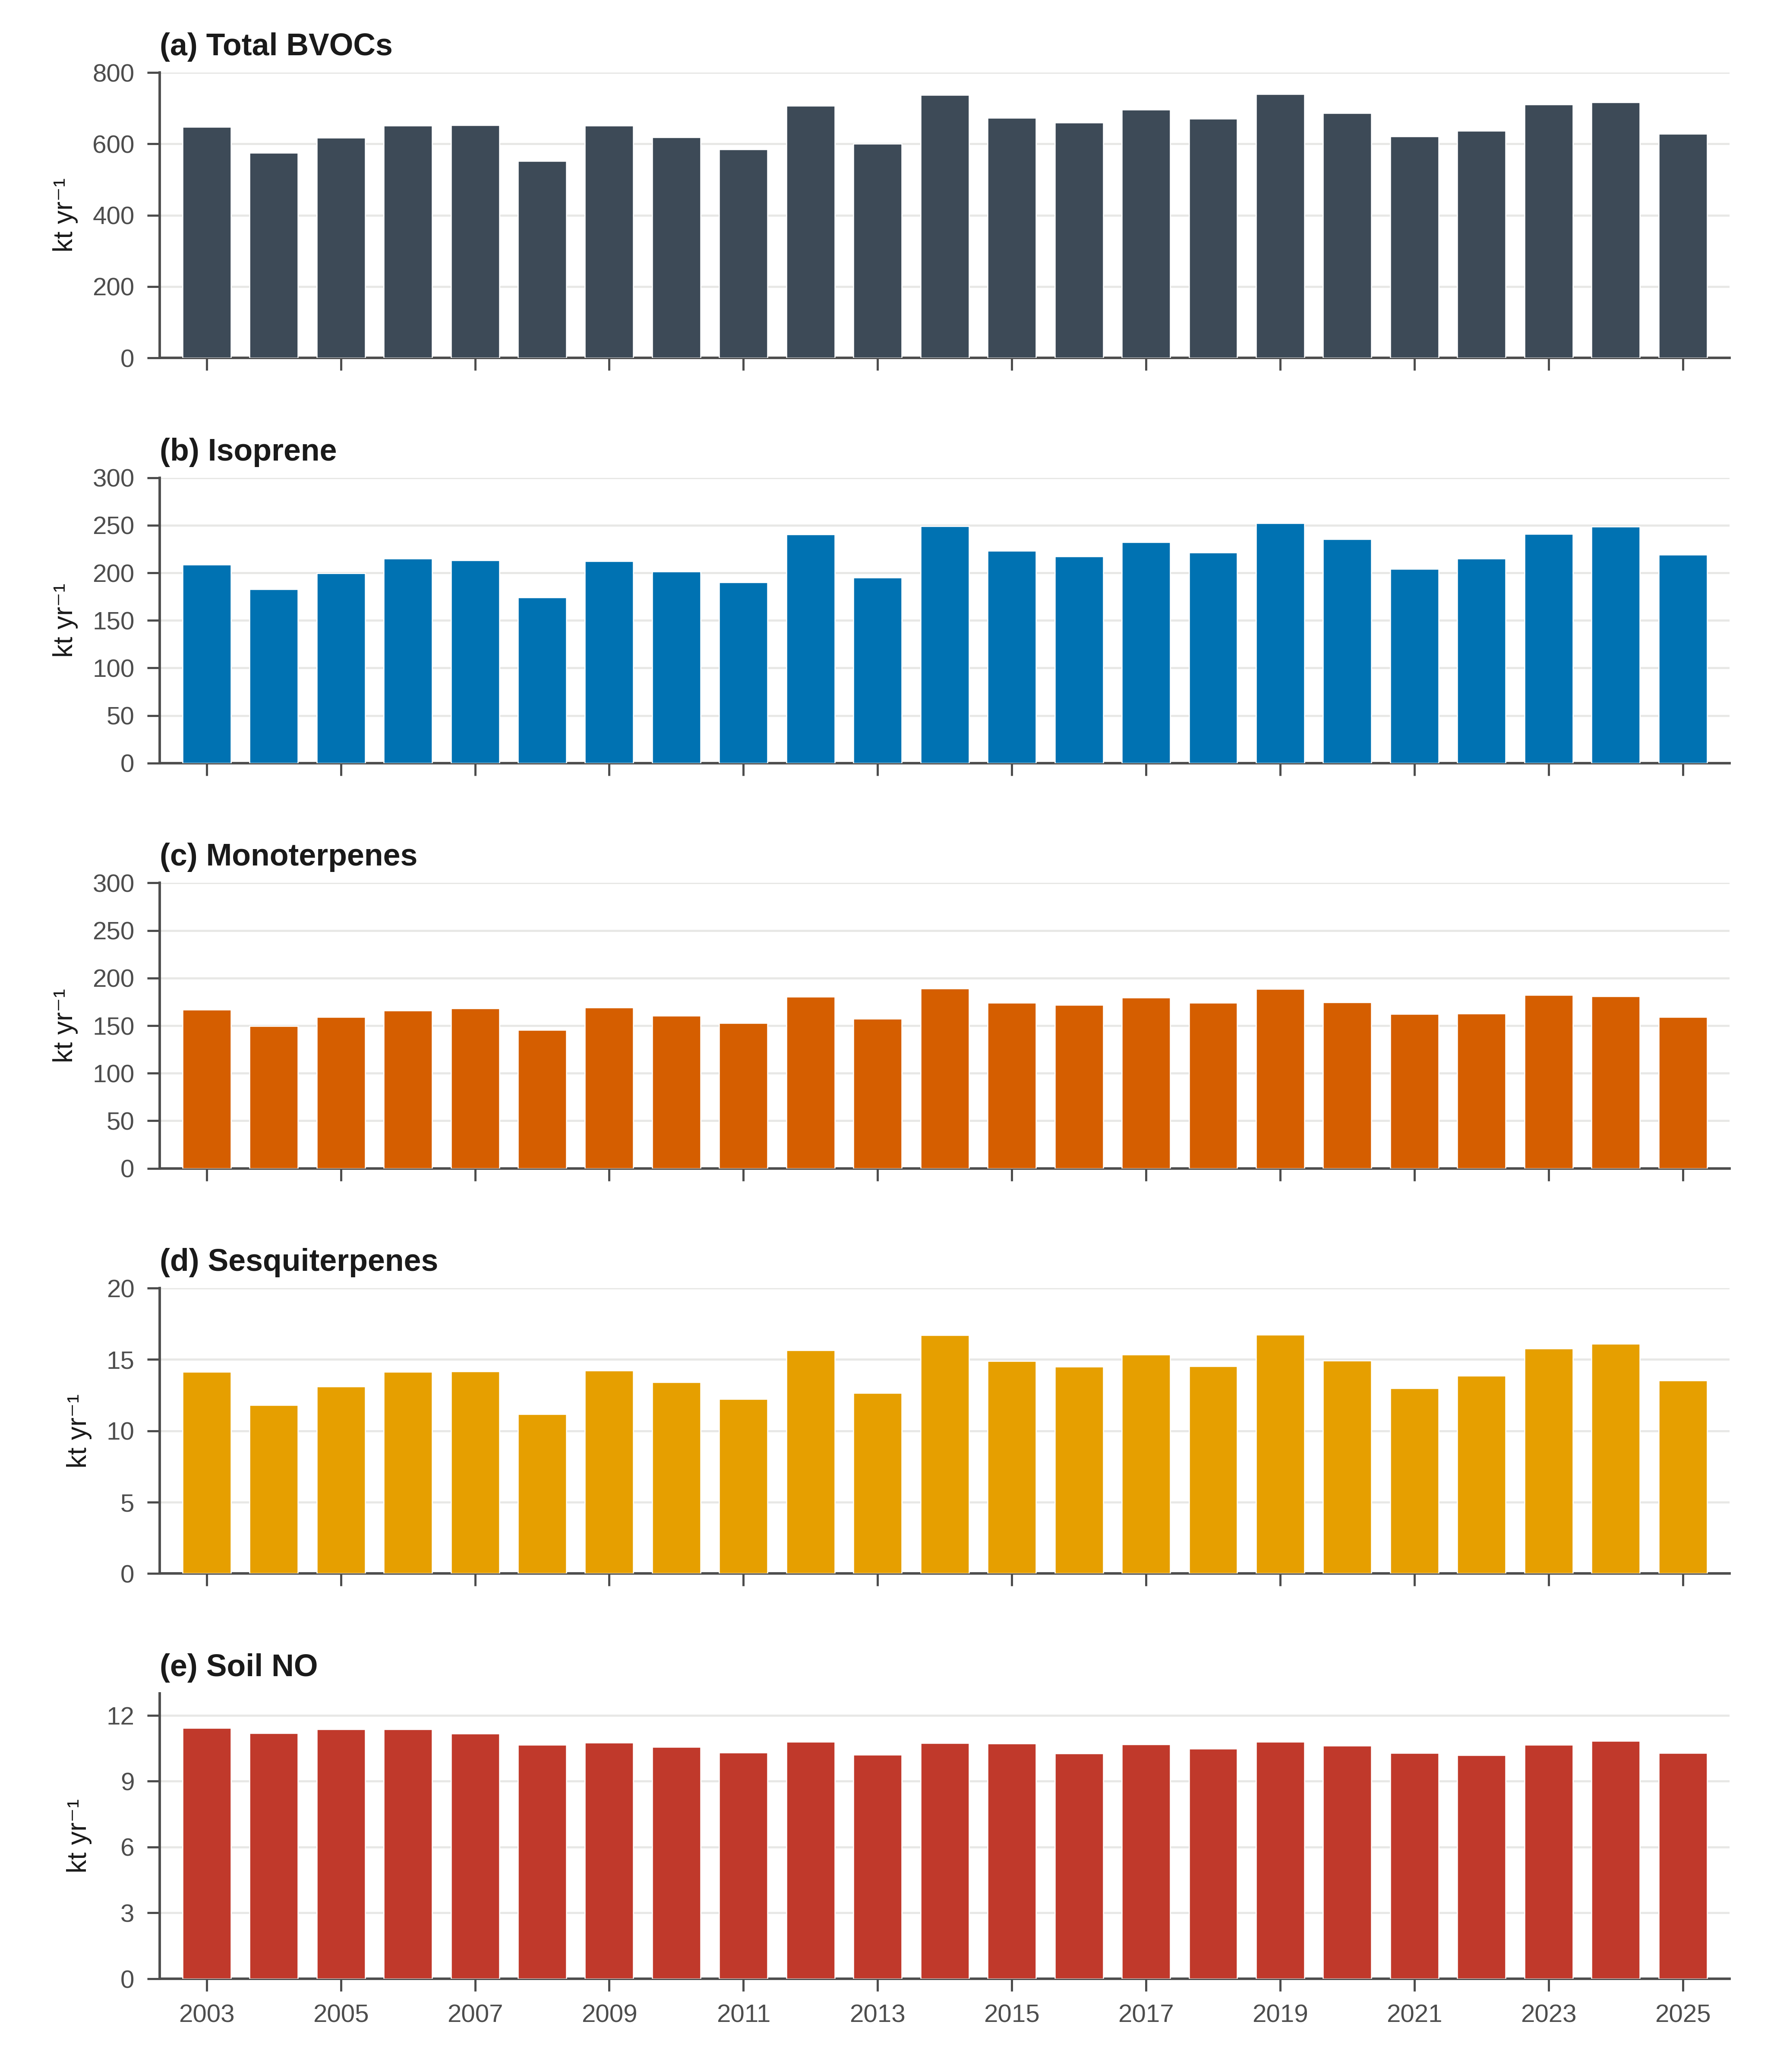 (a) Total BVOCs
800
600
400
200
0
kt yr⁻¹
(b) Isoprene
300
250
200
150
100
50
0
kt yr⁻¹
(c) Monoterpenes
300
250
200
150
100
50
0
kt yr⁻¹
(d) Sesquiterpenes
20
15
10
5
0
kt yr⁻¹
(e) Soil NO
12
9
6
3
0
kt yr⁻¹
2003 2005 2007 2009 2011 2013 2015 2017 2019 2021 2023 2025